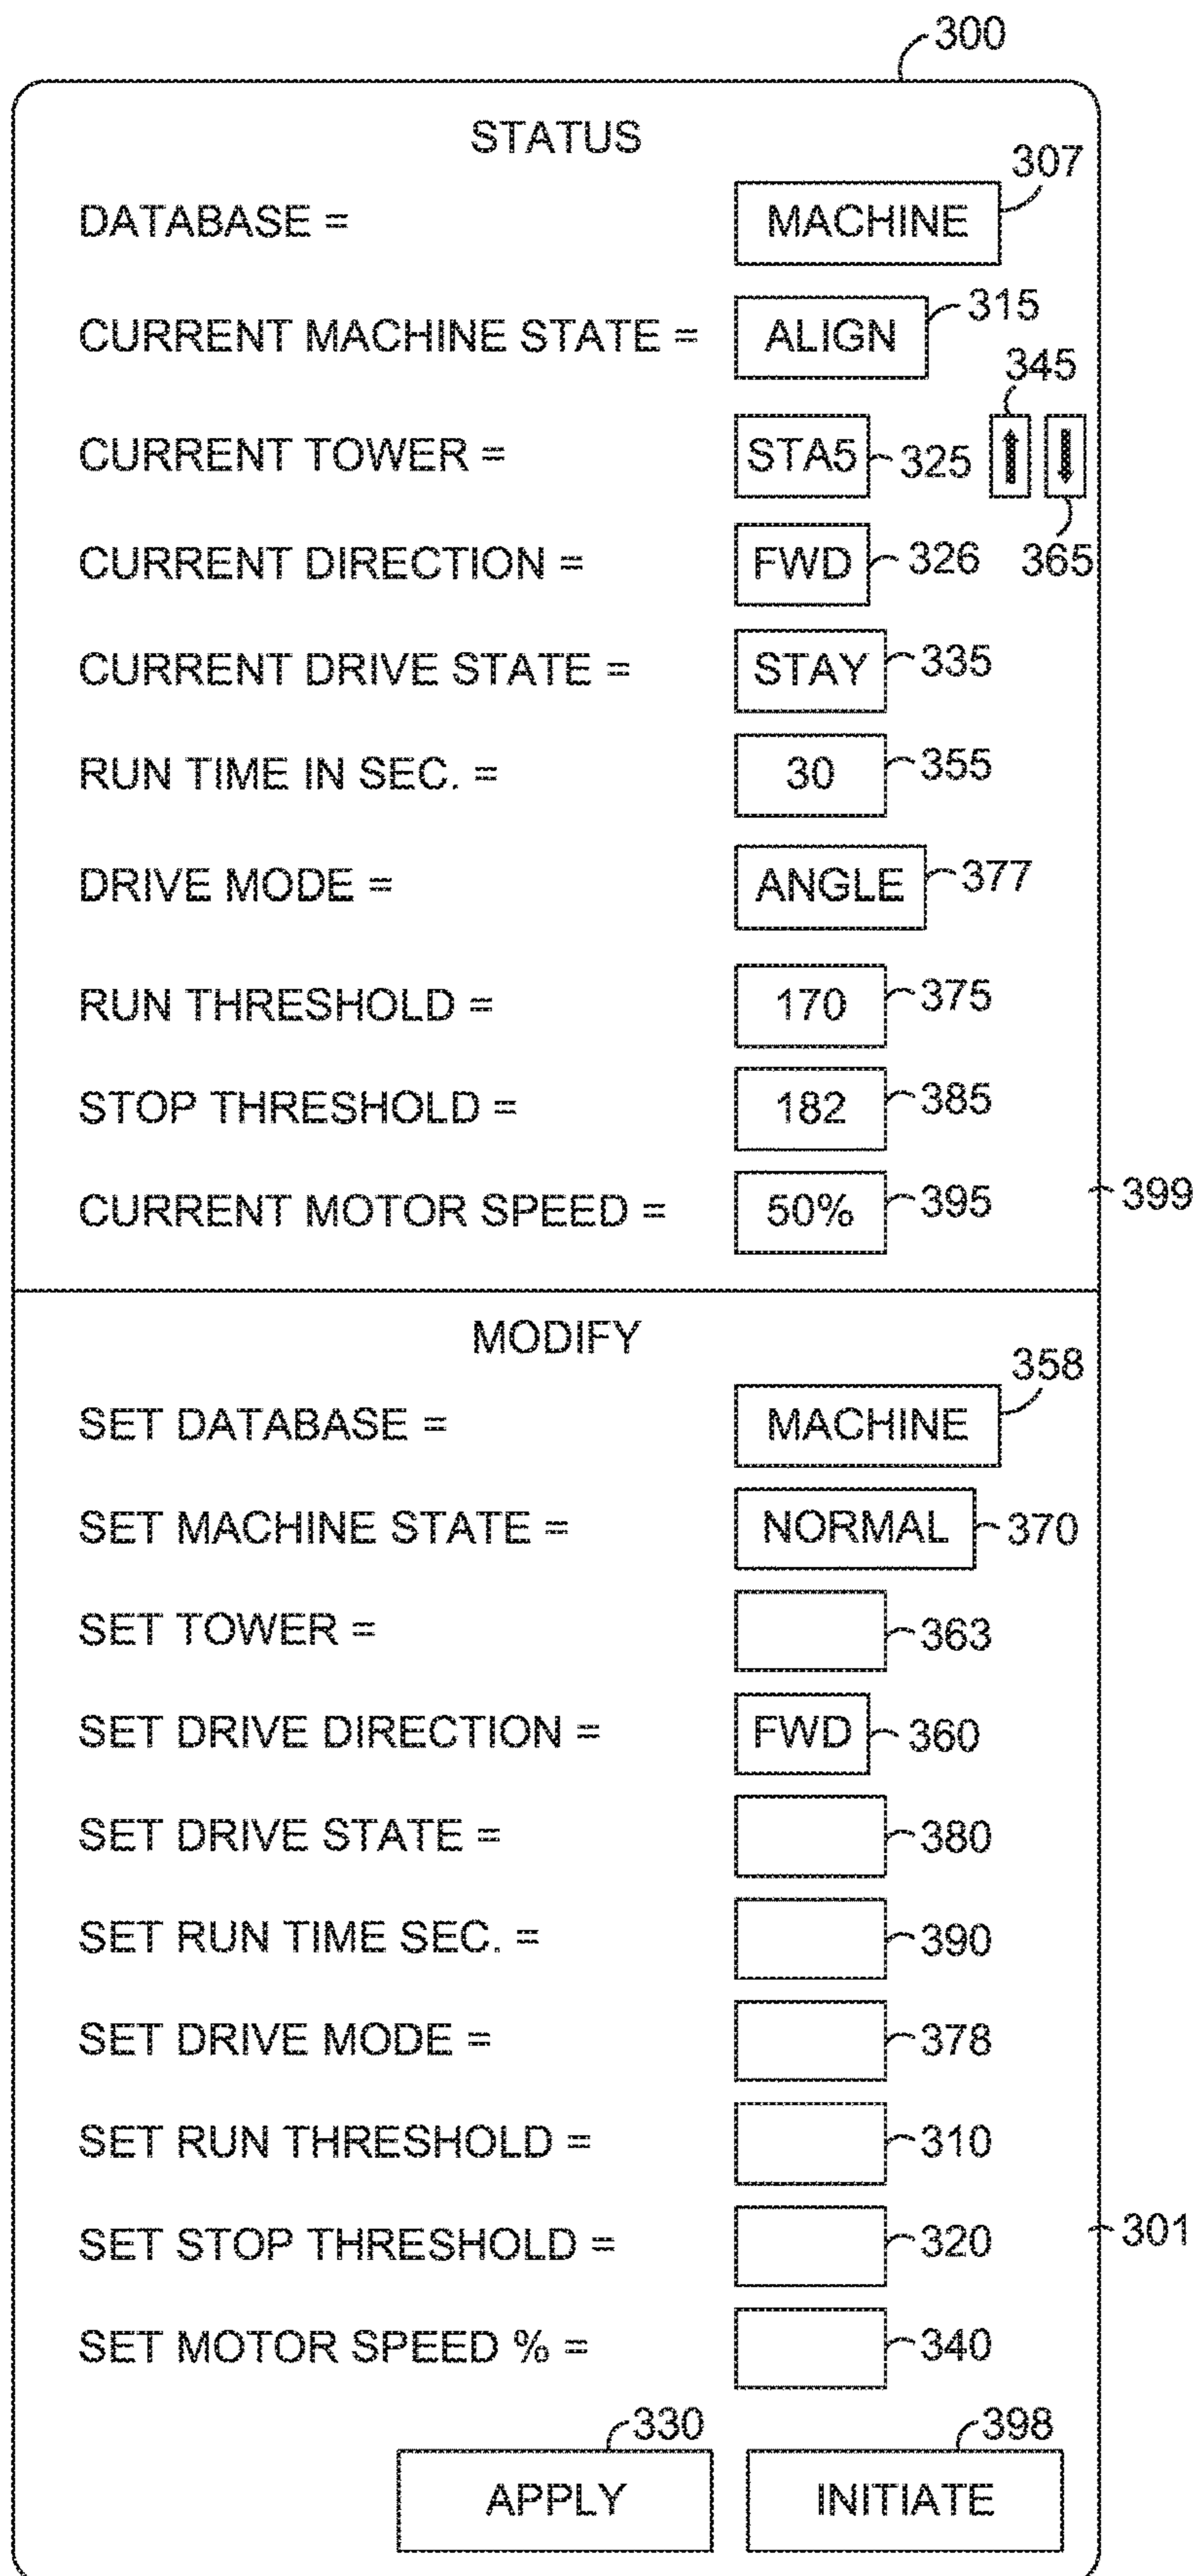 300
STATUS
307
DATABASE = MACHINE
CURRENT MACHINE STATE = ALIGN 315
345
CURRENT TOWER = STA5 325
CURRENT DIRECTION = FWD 326 365
CURRENT DRIVE STATE = STAY 335
RUN TIME IN SEC. = 30 355
DRIVE MODE = ANGLE 377
RUN THRESHOLD = 170 375
STOP THRESHOLD = 182 385
CURRENT MOTOR SPEED = 50% 395 399
MODIFY
358
SET DATABASE = MACHINE
SET MACHINE STATE = NORMAL 370
SET TOWER = 363
SET DRIVE DIRECTION = FWD 360
SET DRIVE STATE = 380
SET RUN TIME SEC. = 390
SET DRIVE MODE = 378
SET RUN THRESHOLD = 310
SET STOP THRESHOLD = 320 301
SET MOTOR SPEED % = 340
330 398
APPLY INITIATE